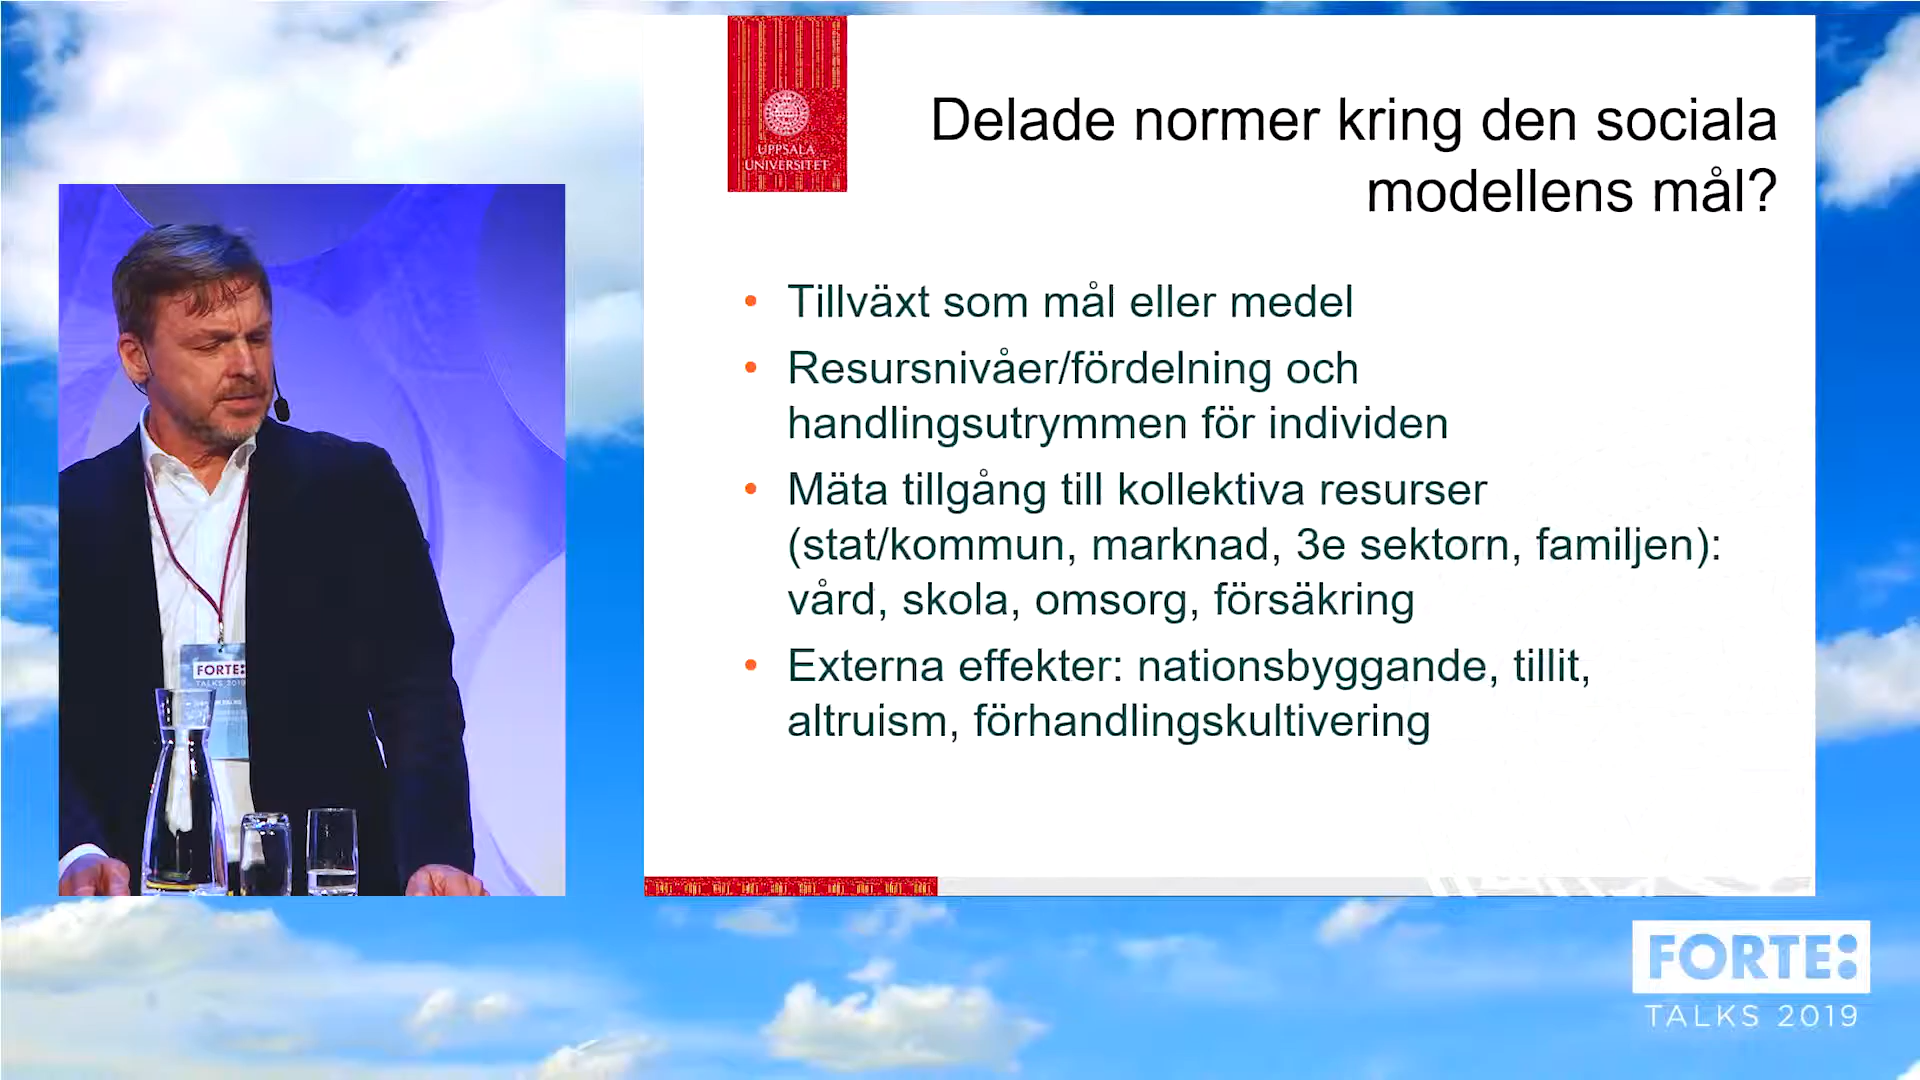 UPPSALA
UNIVERSITET
Delade normer kring den sociala
modellens mål?
• Tillväxt som mål eller medel
• Resursnivåer/fördelning och
handlingsutrymmen för individen
• Mäta tillgång till kollektiva resurser
(stat/kommun, marknad, 3e sektorn, familjen):
vård, skola, omsorg, försäkring
• Externa effekter: nationsbyggande, tillit,
altruism, förhandlingskultivering
FORTE:
TALKS 2019
FORTE:
TALKS 2019